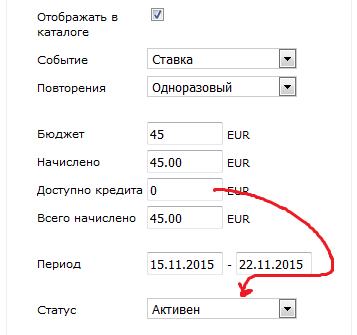 Отображать в
каталоге
Событие Ставка
Повторения Одноразовый
Бюджет 45 EUR
Начислено 45.00 EUR
Доступно кредита 0 EUR
Всего начислено 45.00 EUR
Период 15.11.2015 - 22.11.2015
Статус Активен